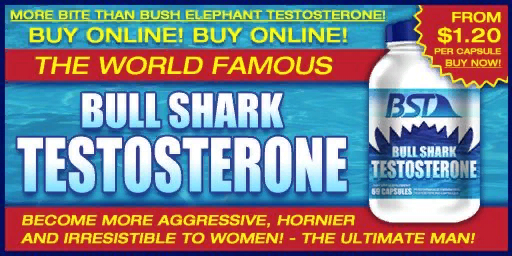 MORE BITE THAN BUSH ELEPHANT TESTOSTERONE!
BUY ONLINE! BUY ONLINE!
THE WORLD FAMOUS
BULL SHARK
TESTOSTERONE
BECOME MORE AGGRESSIVE, HORNIER
AND IRRESISTIBLE TO WOMEN! - THE ULTIMATE MAN!
FROM
$1.20
PER CAPSULE
BUY NOW!
BST
BULL SHARK
TESTOSTERONE
69 CAPSULES